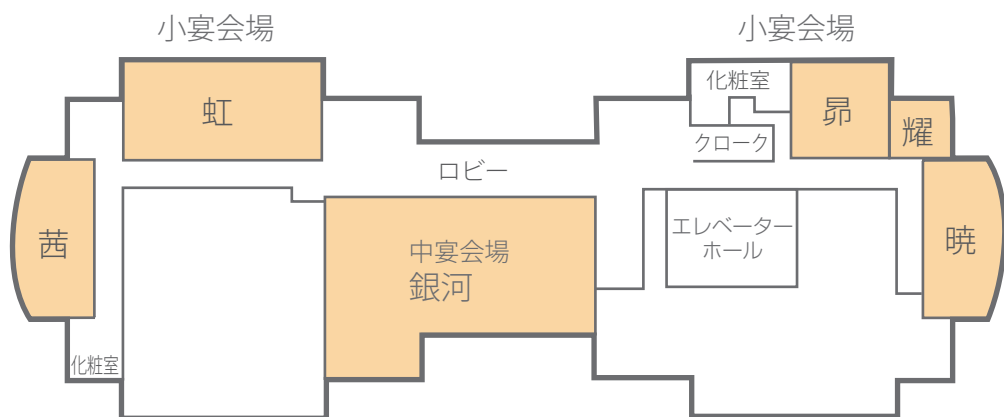 小宴会場
小宴会場
虹
化粧室
昴
クローク
耀
ロビー
茜
中宴会場
銀河
エレベーター
ホール
暁
化粧室